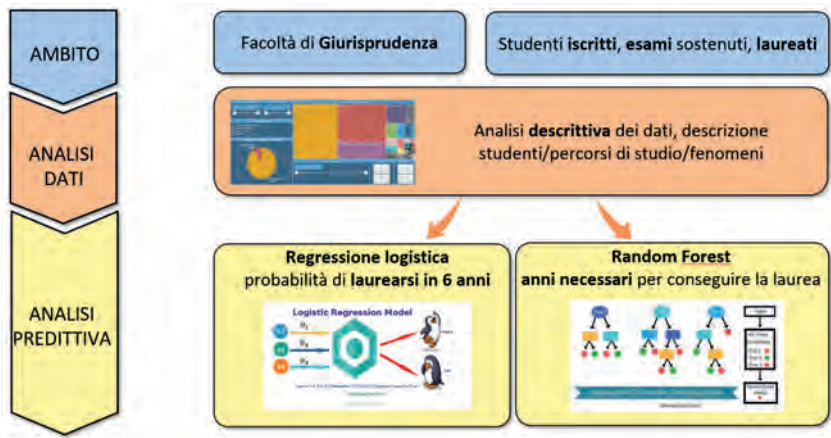 AMBITO
Facoltà di Giurisprudenza
Studenti iscritti, esami sostenuti, laureati
ANALISI
DATI
Analisi descrittiva dei dati, descrizione
studenti/percorsi di studio/fenomeni
ANALISI
PREDITTIVA
Regressione logistica
probabilità di laurearsi in 6 anni
Logistic Regression Model
Random Forest
anni necessari per conseguire la laurea